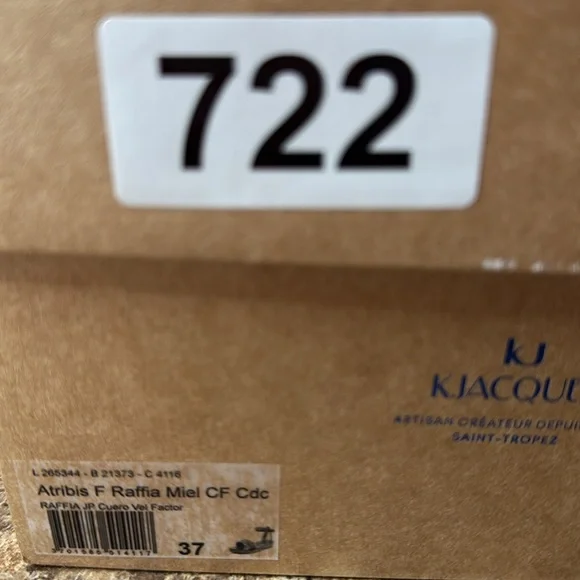 722
KJ
KJACQUE
ARTISAN CRÉATEUR DEPUI
SAINT-TROPEZ
L 265344 - B 21373 - C 4116
Atribis F Raffia Miel CF Cdc
RAFFIA JP Cuero Vel Factor
37